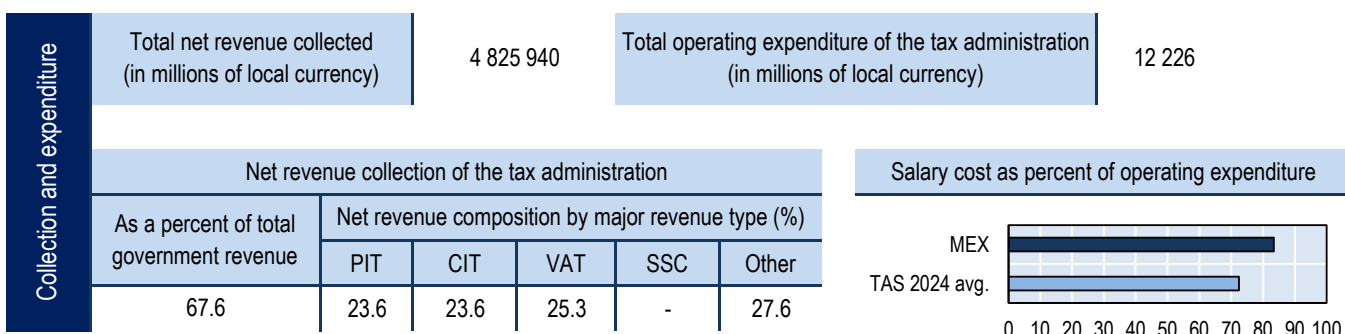 Collection and expenditure
Total net revenue collected
(in millions of local currency)
4 825 940
Total operating expenditure of the tax administration
(in millions of local currency)
12 226
Net revenue collection of the tax administration
As a percent of total
government revenue
Net revenue composition by major revenue type (%)
PIT CIT VAT SSC Other
67.6 23.6 23.6 25.3 - 27.6
Salary cost as percent of operating expenditure
MEX
TAS 2024 avg.
0 10 20 30 40 50 60 70 80 90 100